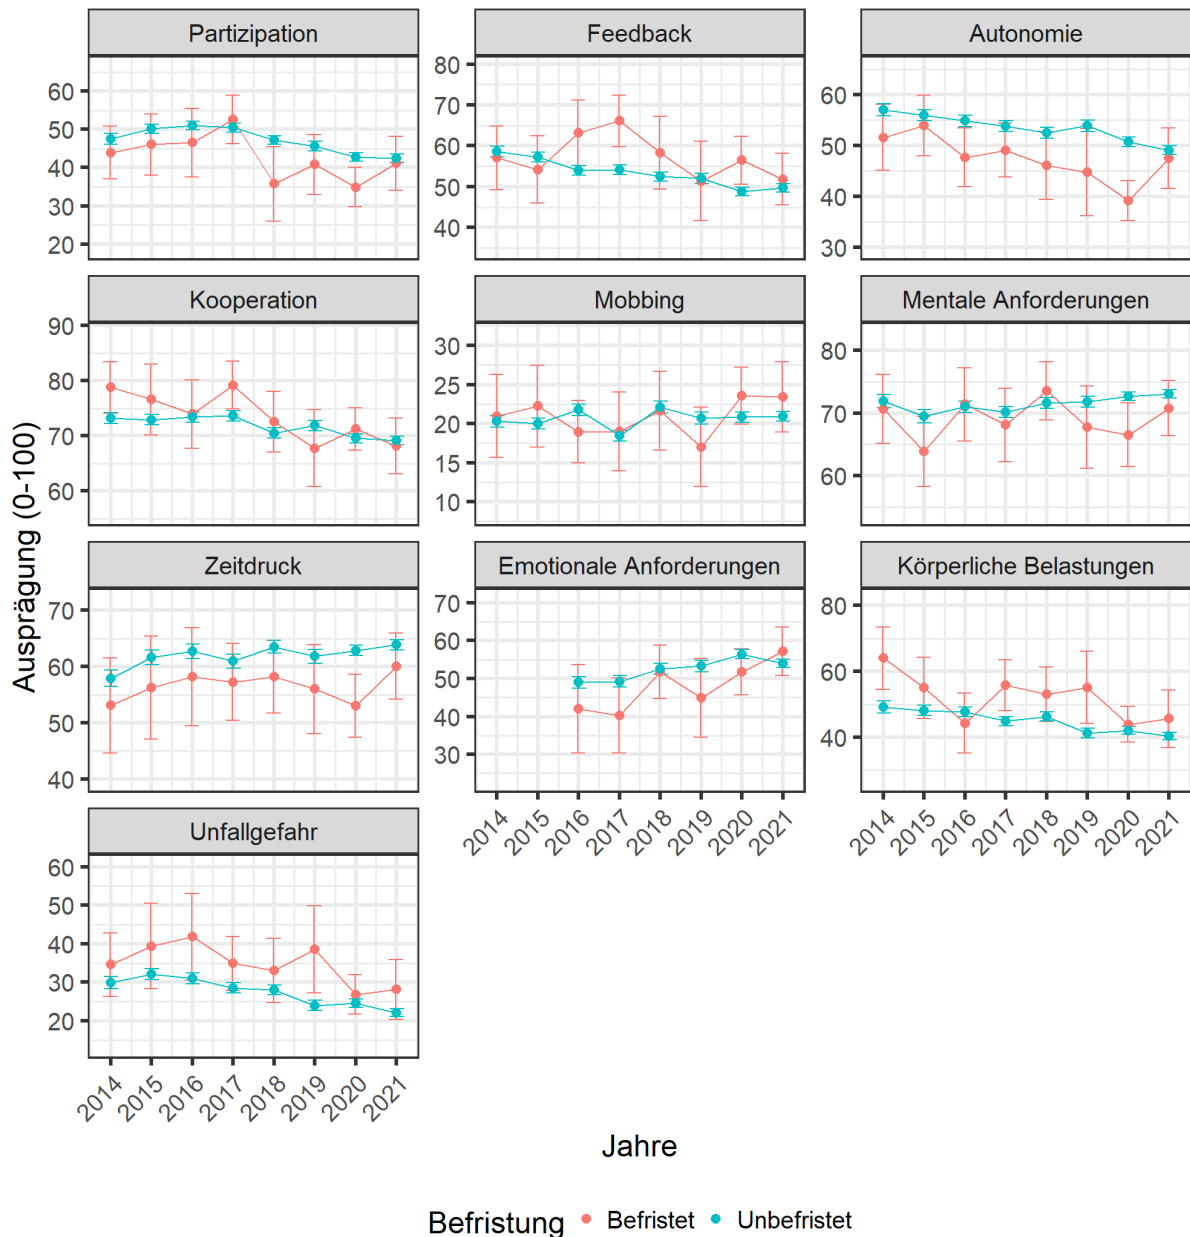 Partizipation
Feedback
Autonomie
60
50
40
30
20
80
70
60
50
40
60
50
40
30
Kooperation
Mobbing
Mentale Anforderungen
90
80
70
60
30
25
20
15
10
80
70
60
Zeitdruck
Emotionale Anforderungen
Körperliche Belastungen
70
60
50
40
70
60
50
40
30
80
60
40
2014 2015 2016 2017 2018 2019 2020 2021
2014 2015 2016 2017 2018 2019 2020 2021
Unfallgefahr
60
50
40
30
20
2014 2015 2016 2017 2018 2019 2020 2021
Ausprägung (0-100)
Jahre
Befristung Befristet Unbefristet